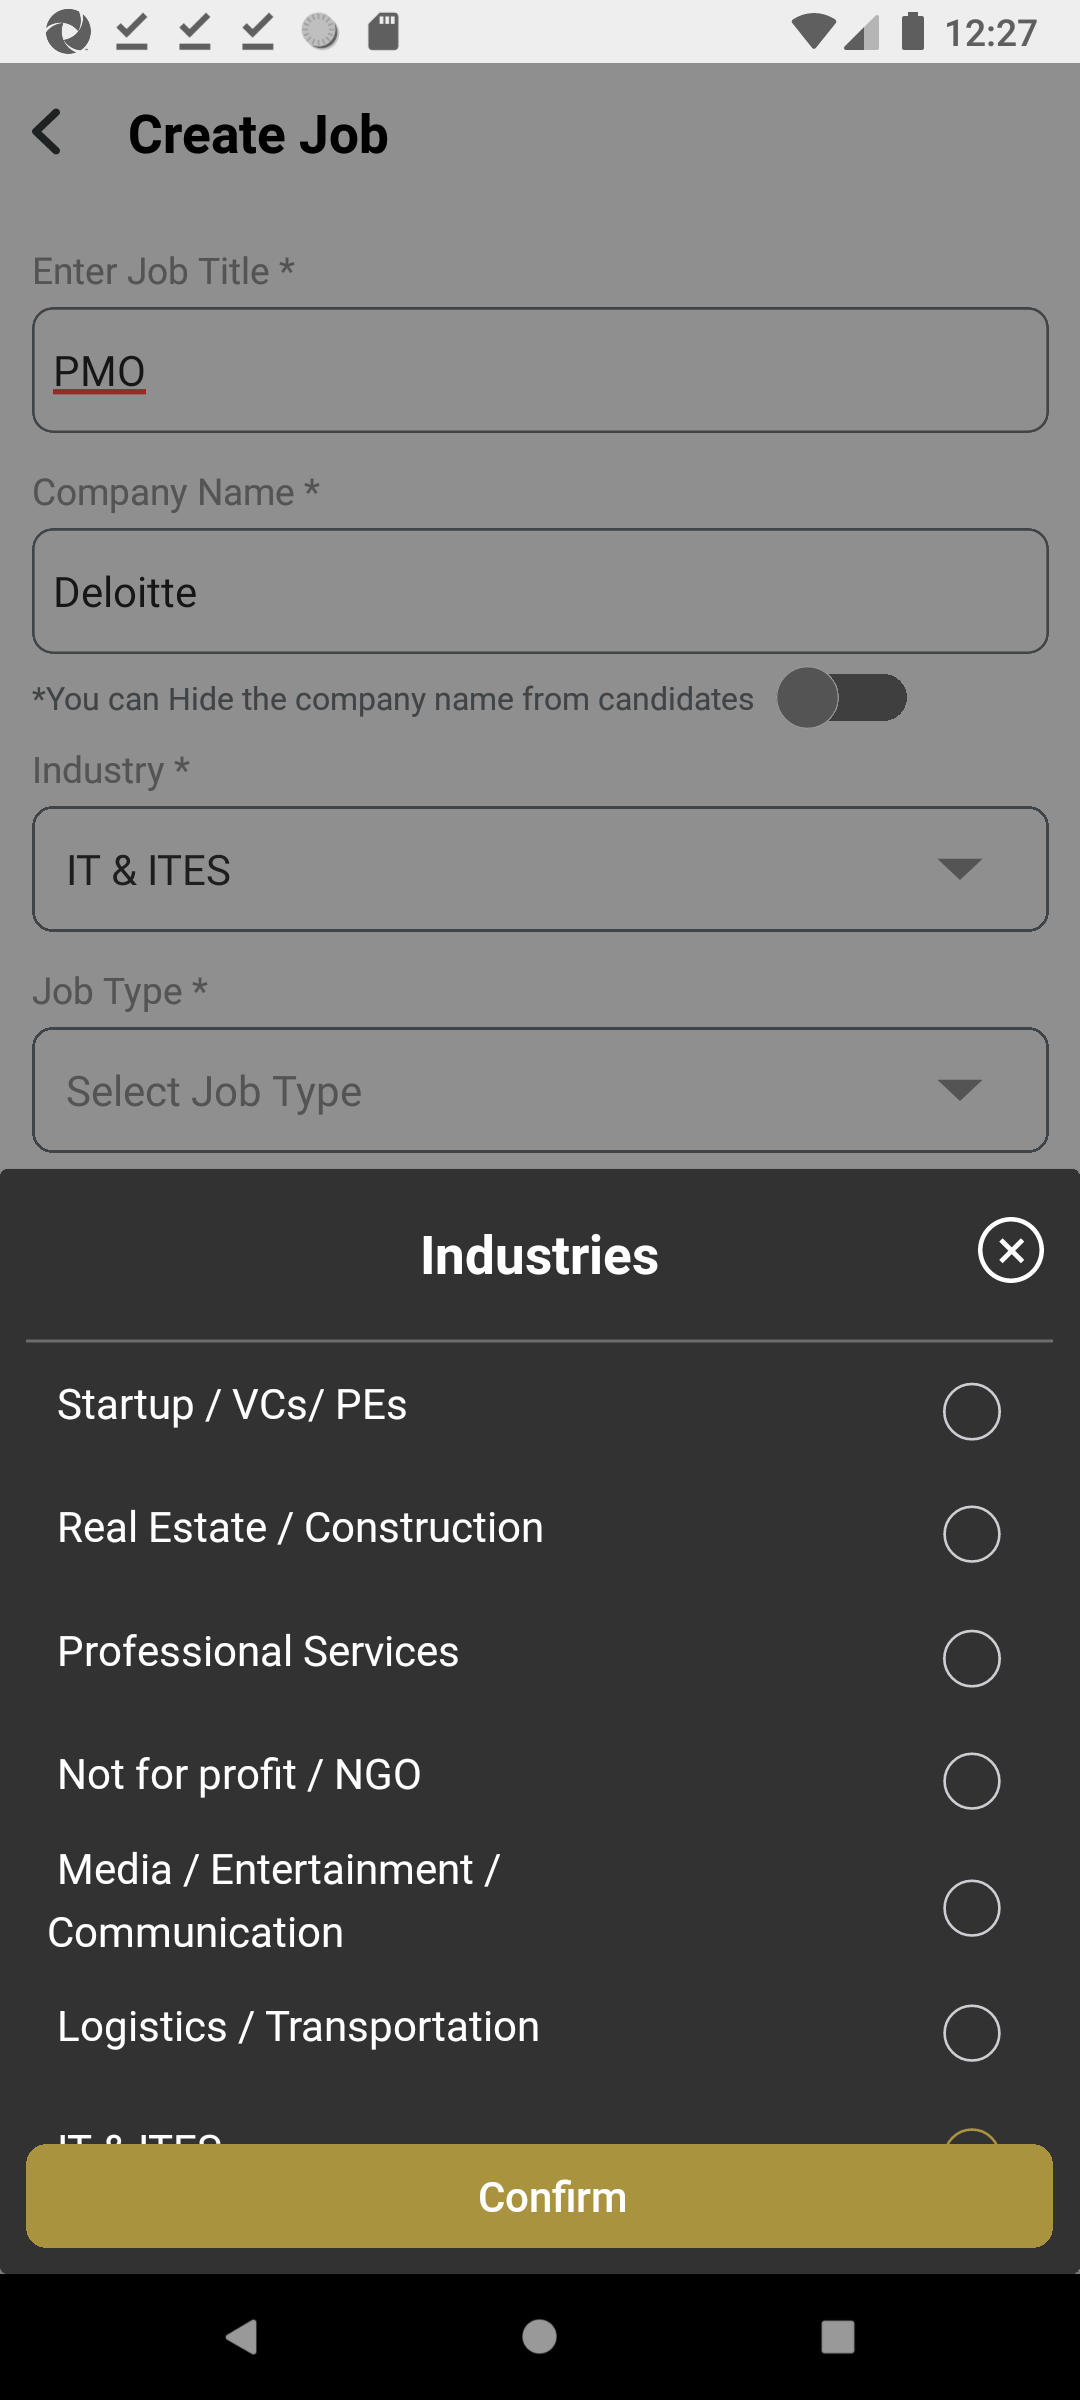 12:27
Create Job
Enter Job Title *
PMO
Company Name *
Deloitte
*You can Hide the company name from candidates
Industry *
IT & ITES
Job Type *
Select Job Type
Industries
Startup / VCs/ PEs
Real Estate / Construction
Professional Services
Not for profit / NGO
Media / Entertainment /
Communication
Logistics / Transportation
IT & ITES
Confirm